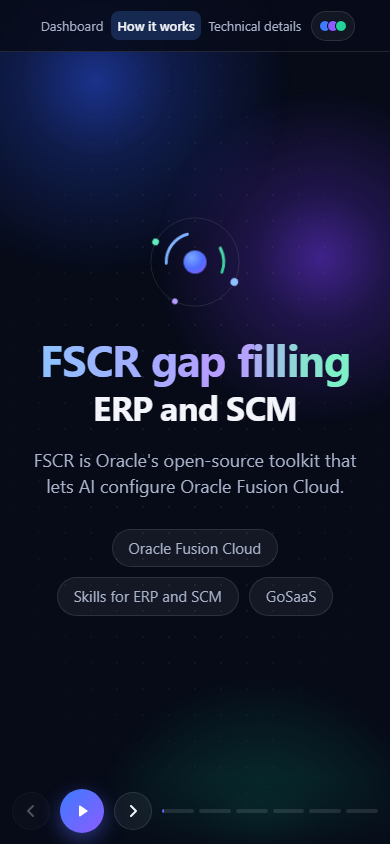 Dashboard How it works Technical details
FSCR gap filling
ERP and SCM
FSCR is Oracle's open-source toolkit that
lets AI configure Oracle Fusion Cloud.
Oracle Fusion Cloud
Skills for ERP and SCM GoSaaS